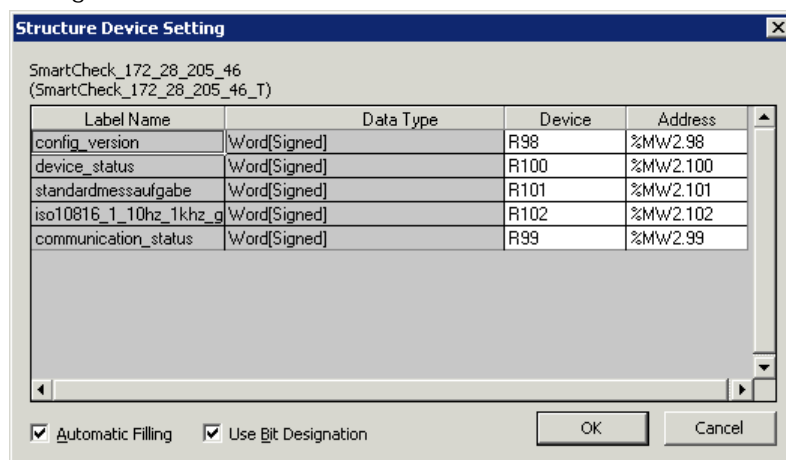 Structure Device Setting
SmartCheck_172_28_205_46
(SmartCheck_172_28_205_46_T)
Label Name Data Type Device Address
config_version Word[Signed] R98 %MW2.98
device_status Word[Signed] R100 %MW2.100
standardmessaufgabe Word[Signed] R101 %MW2.101
iso10816_1_10hz_1khz_g Word[Signed] R102 %MW2.102
communication_status Word[Signed] R99 %MW2.99
Automatic Filling Use Bit Designation OK Cancel